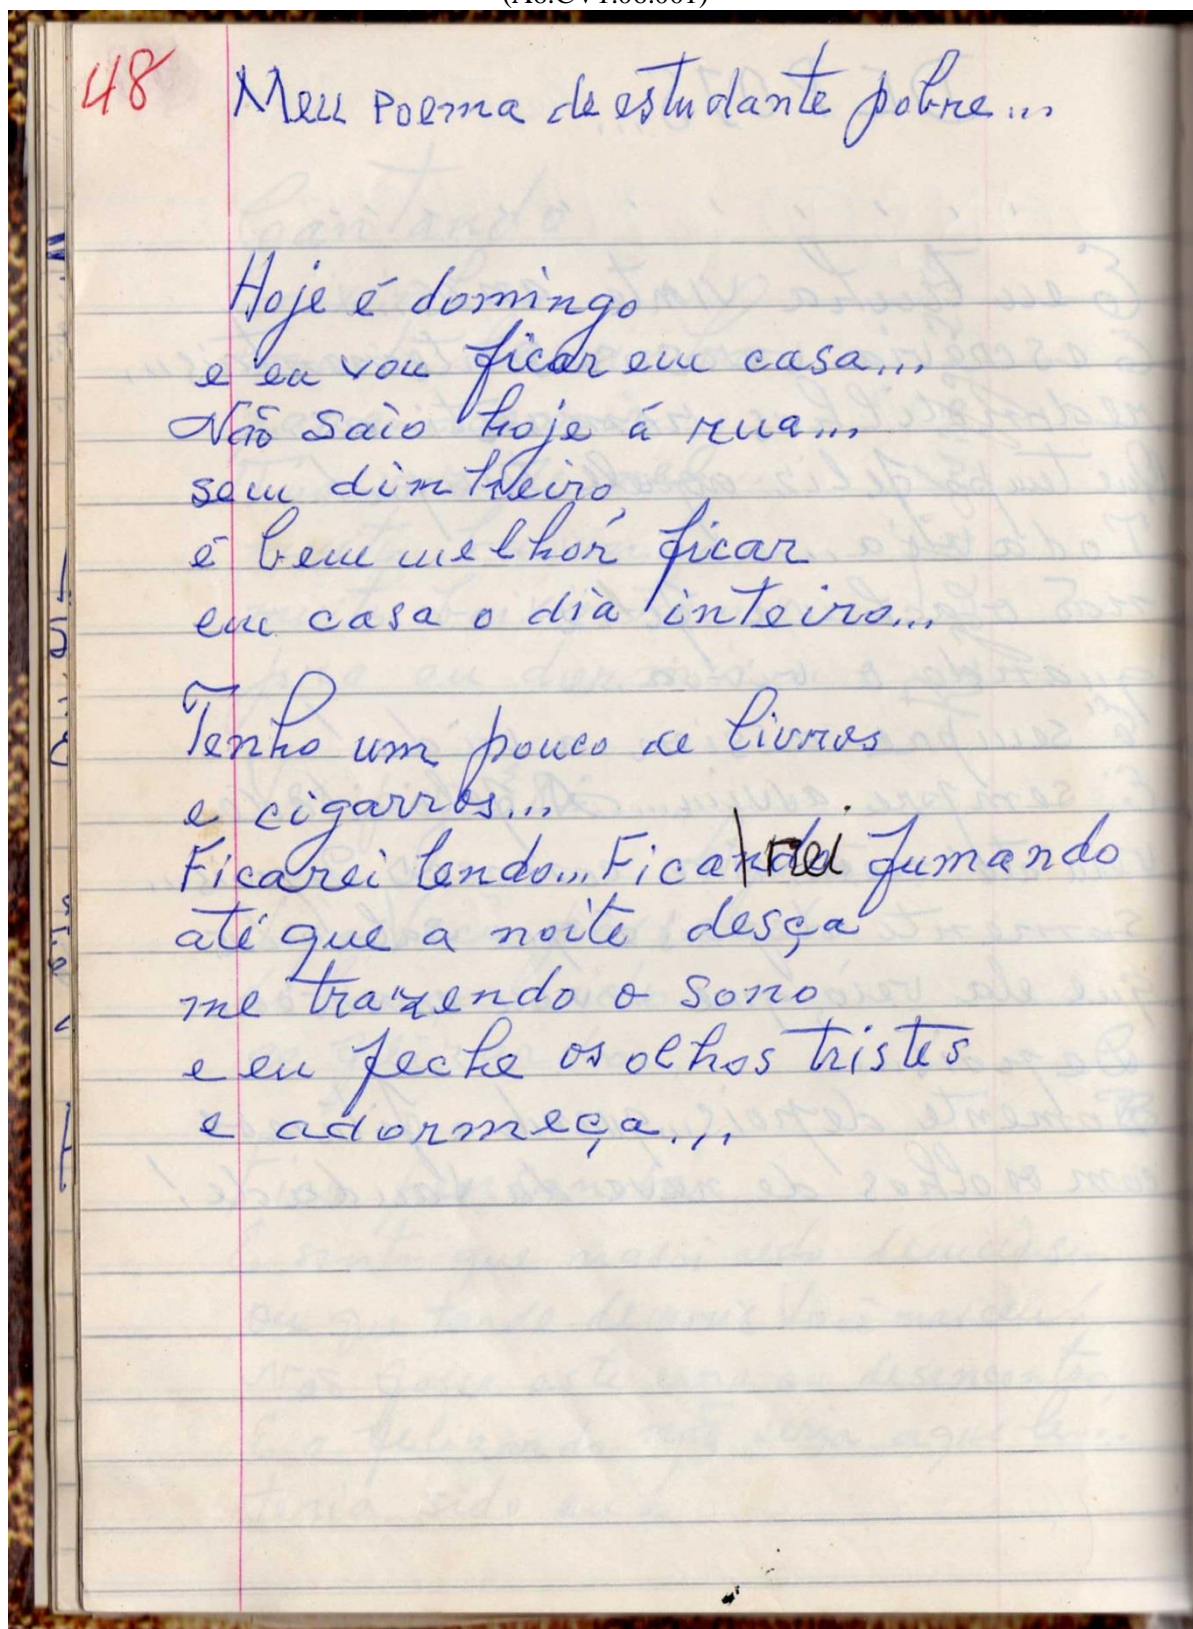 48 Meu Poema de estudante pobre...
Hoje é domingo
e eu vou ficar em casa...
Não saio hoje á rua...
sem dinheiro,
é bem melhor ficar
em casa o dia inteiro...
Tenho um pouco de livros
e cigarros...
Ficarei lendo... Ficarei fumando
até que a noite desça
me trazendo o sono
e eu feche os olhos tristes
e adormeça...